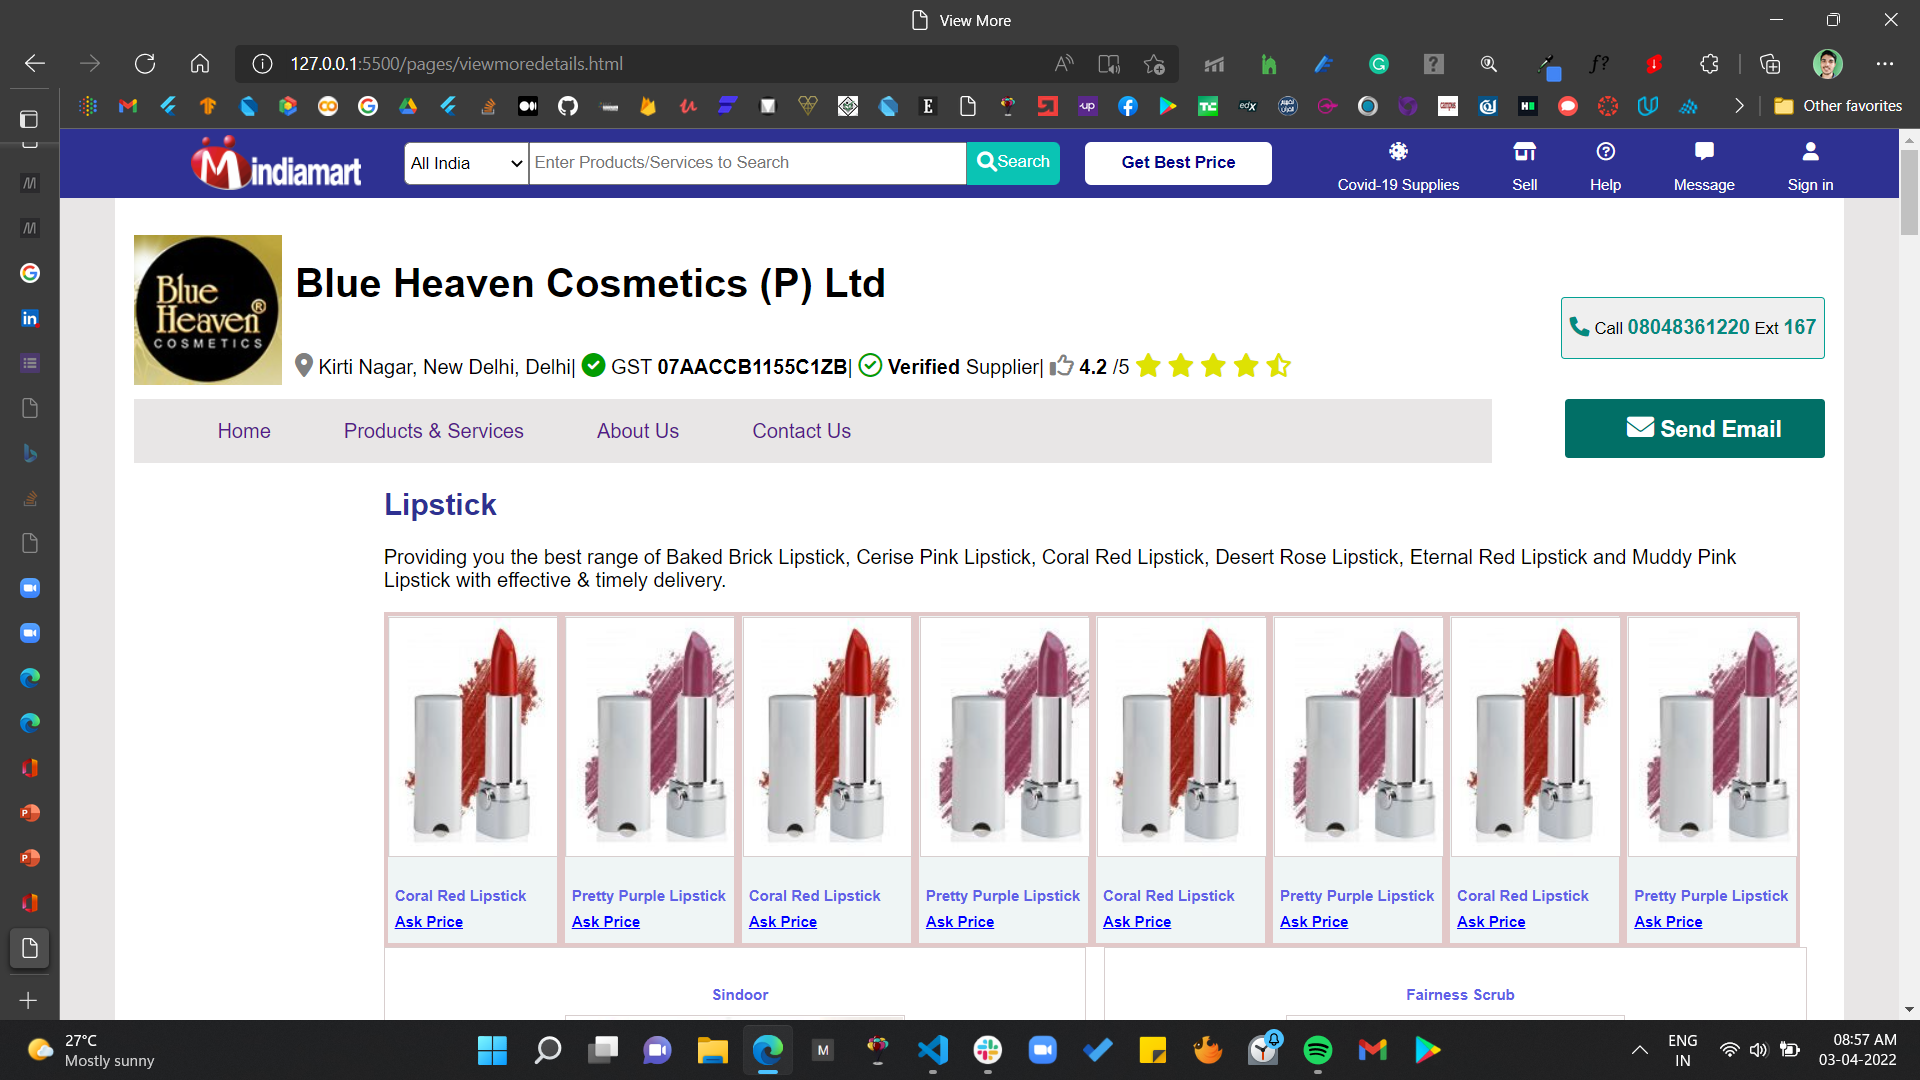 View More
127.0.0.1:5500/pages/viewmoredetails.html
Other favorites
indiamart
All India
Enter Products/Services to Search
Search
Get Best Price
Covid-19 Supplies
Sell
Help
Message
Sign in
Blue Heaven® COSMETICS
Blue Heaven Cosmetics (P) Ltd
Kirti Nagar, New Delhi, Delhi| GST 07AACCB1155C1ZB| Verified Supplier| 4.2 /5
Call 08048361220 Ext 167
Home Products & Services About Us Contact Us
Send Email
Lipstick
Providing you the best range of Baked Brick Lipstick, Cerise Pink Lipstick, Coral Red Lipstick, Desert Rose Lipstick, Eternal Red Lipstick and Muddy Pink
Lipstick with effective & timely delivery.
Coral Red Lipstick Pretty Purple Lipstick Coral Red Lipstick Pretty Purple Lipstick Coral Red Lipstick Pretty Purple Lipstick Coral Red Lipstick Pretty Purple Lipstick
Ask Price Ask Price Ask Price Ask Price Ask Price Ask Price Ask Price Ask Price
Sindoor Fairness Scrub
27°C
Mostly sunny
ENG
IN
08:57 AM
03-04-2022